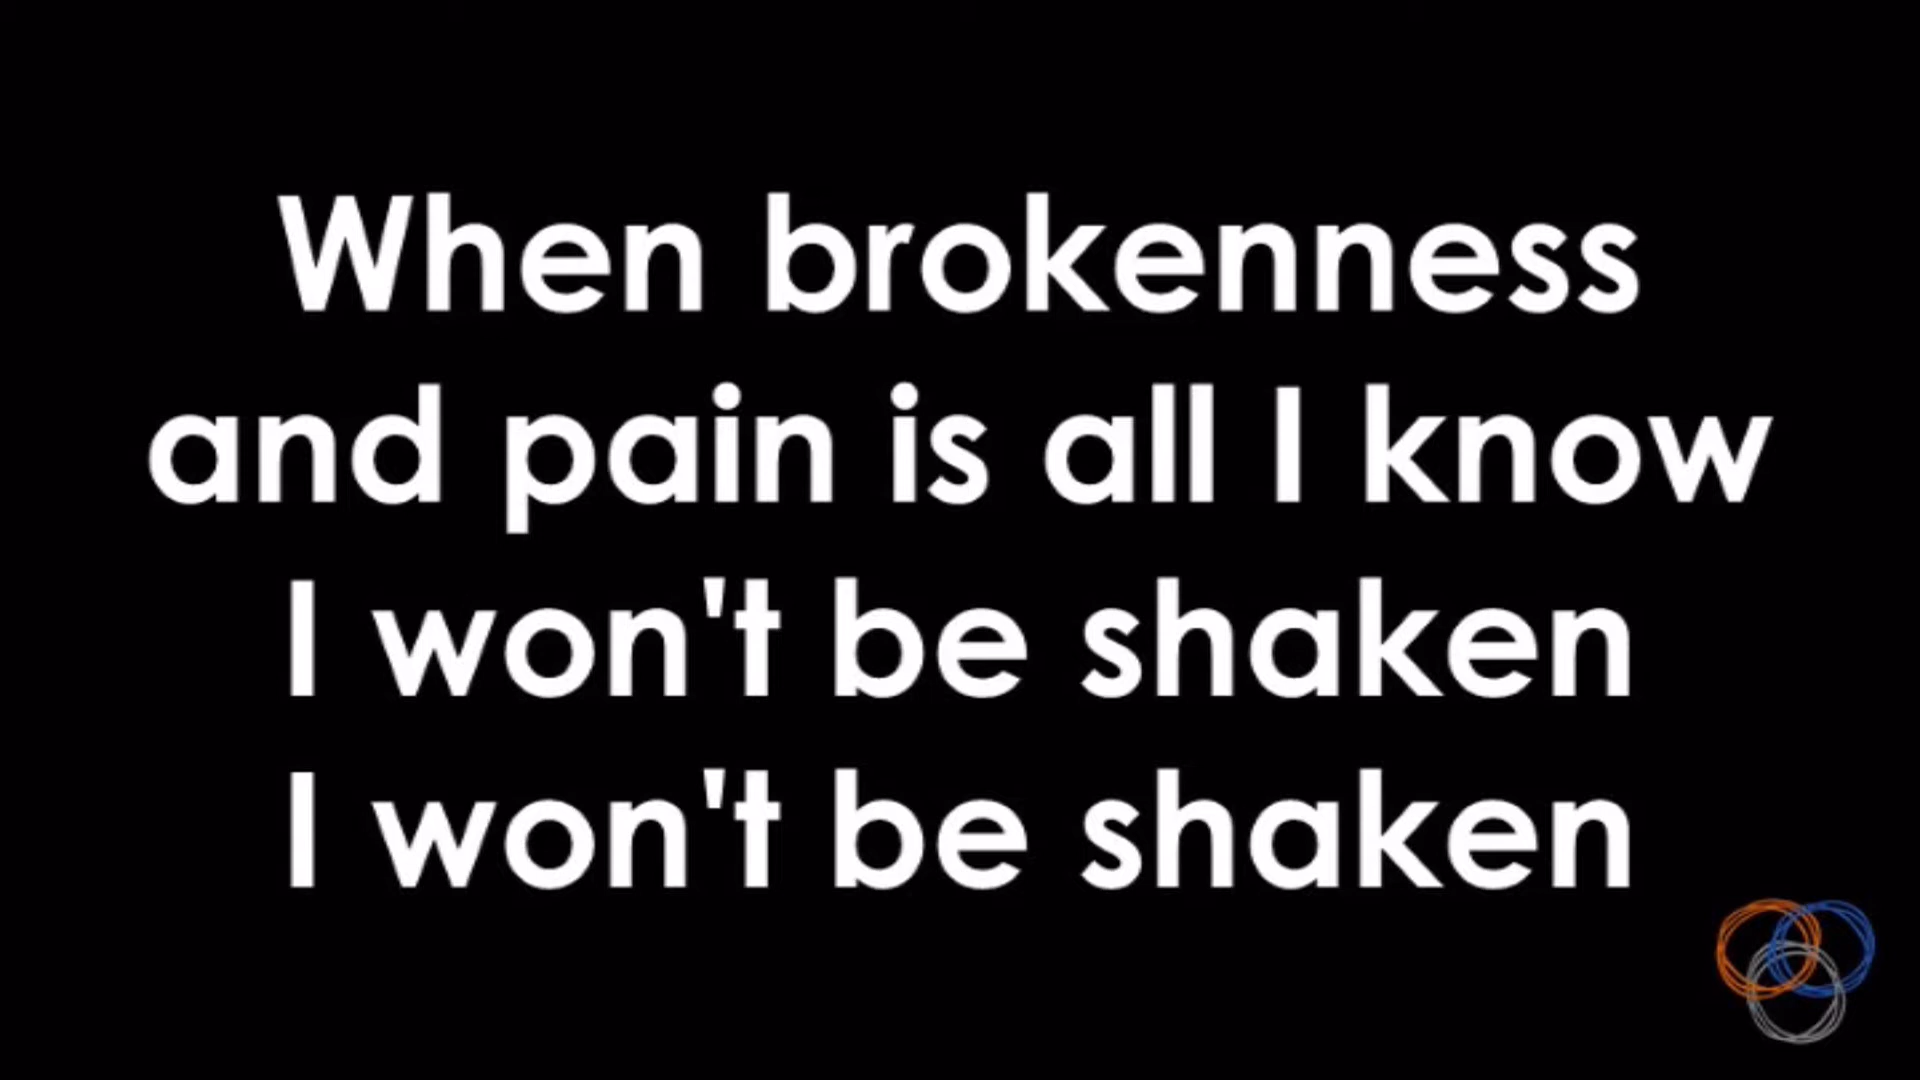 When brokenness
and pain is all I know
I won't be shaken
I won't be shaken